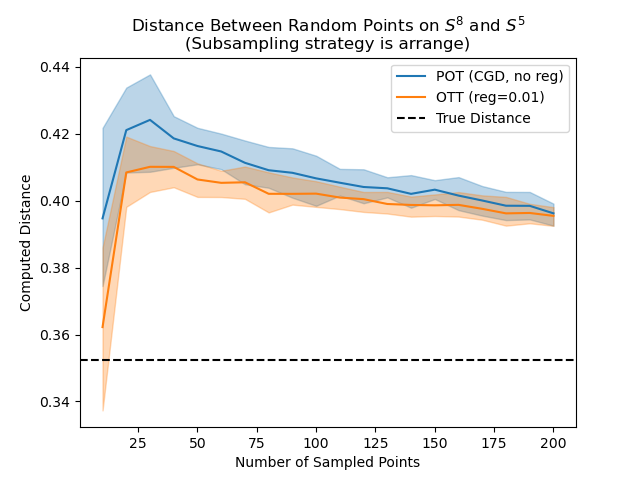 Distance Between Random Points on $S^8$ and $S^5$
(Subsampling strategy is arrange)
POT (CGD, no reg)
OTT (reg=0.01)
True Distance
Computed Distance
0.44
0.42
0.40
0.38
0.36
0.34
25 50 75 100 125 150 175 200
Number of Sampled Points